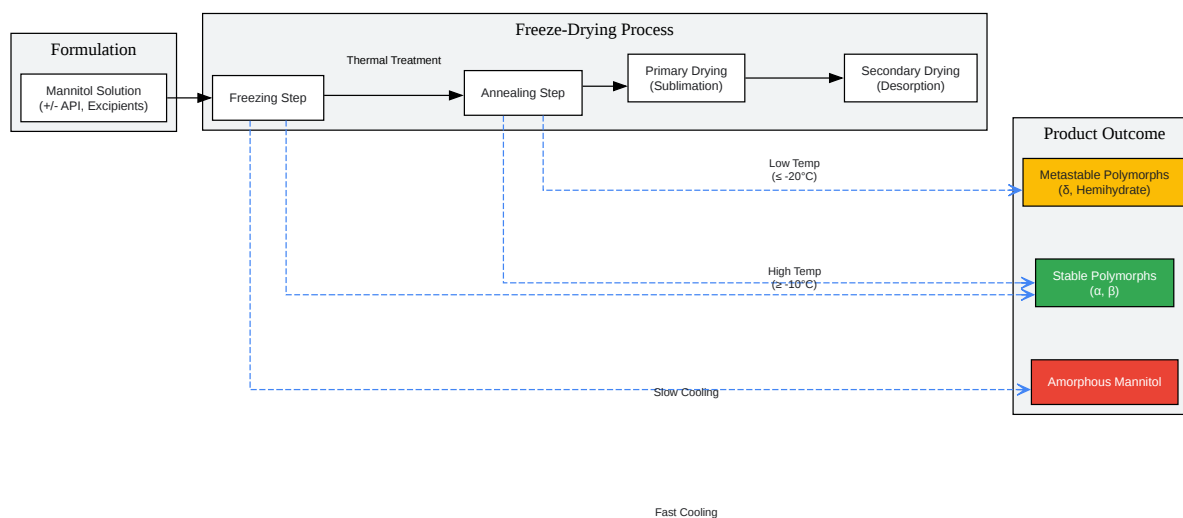 Freeze-Drying Process
Formulation
Thermal Treatment
Mannitol Solution
(+/- API, Excipients)
Freezing Step
Annealing Step
Primary Drying
(Sublimation)
Secondary Drying
(Desorption)
Product Outcome
Low Temp
(≤ -20°C)
Metastable Polymorphs
(δ, Hemihydrate)
High Temp
(≥ -10°C)
Stable Polymorphs
(α, β)
Slow Cooling
Amorphous Mannitol
Fast Cooling